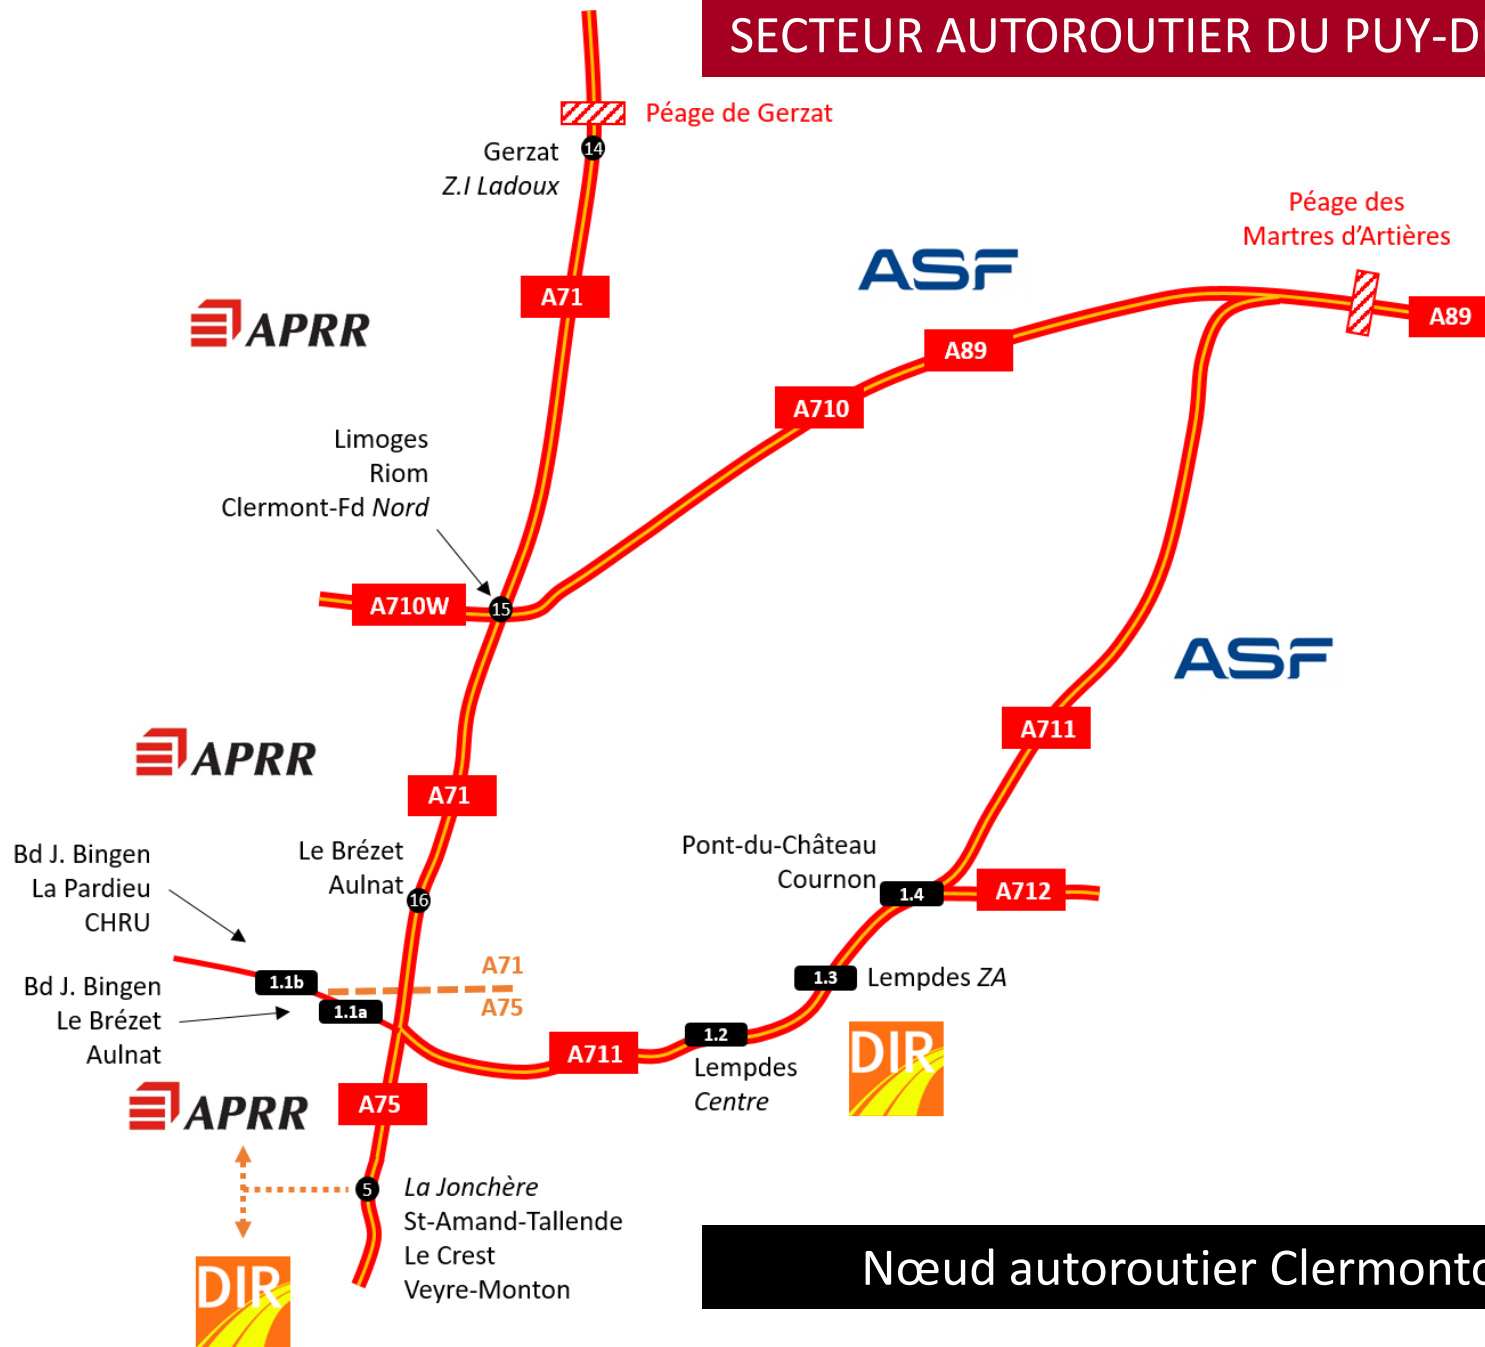 SECTEUR AUTOROUTIER DU PUY-D
Péage de Gerzat
14
Gerzat
Z.I Ladoux
Péage des
Martres d’Artières
ASF
A71
APRR
A89
A89
A710
Limoges
Riom
Clermont-Fd Nord
A710W
15
ASF
A711
APRR
A71
Bd J. Bingen
La Pardieu
CHRU
Le Brézet
Aulnat
16
Pont-du-Château
Cournon
1.4
A712
1.1b
A71
A75
1.3
Lempdes ZA
Bd J. Bingen
Le Brézet
Aulnat
1.1a
1.2
A711
Lempdes
Centre
DIR
APRR
A75
5
La Jonchère
St-Amand-Tallende
Le Crest
Veyre-Monton
DIR
Nœud autoroutier Clermonto